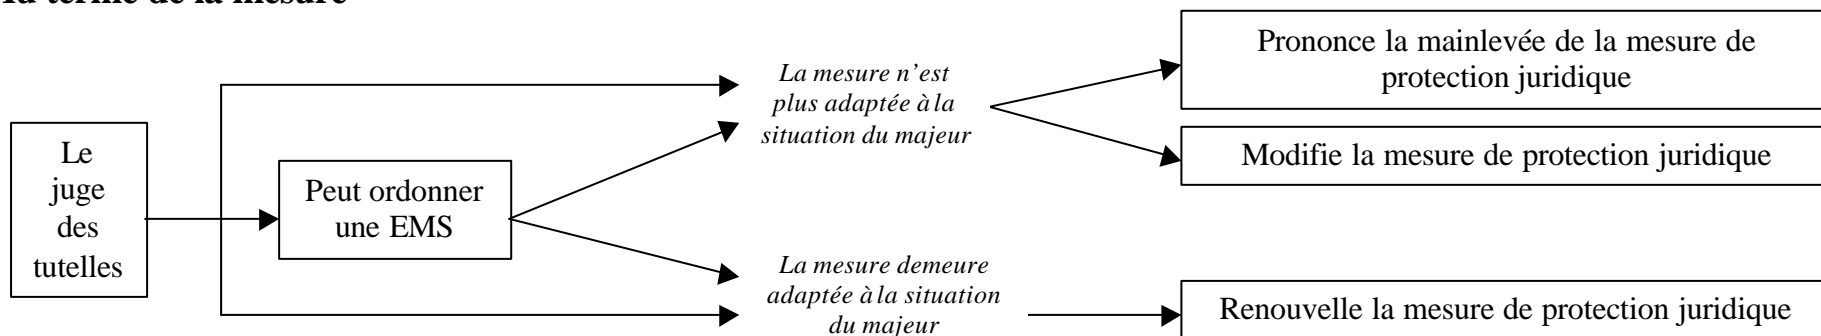 terme de la mesure
Le
juge
des
tutelles
Peut ordonner
une EMS
La mesure n'est
plus adaptée à la
situation du majeur
La mesure demeure
adaptée à la situation
du majeur
Prononce la mainlevée de la mesure de
protection juridique
Modifie la mesure de protection juridique
Renouvelle la mesure de protection juridique